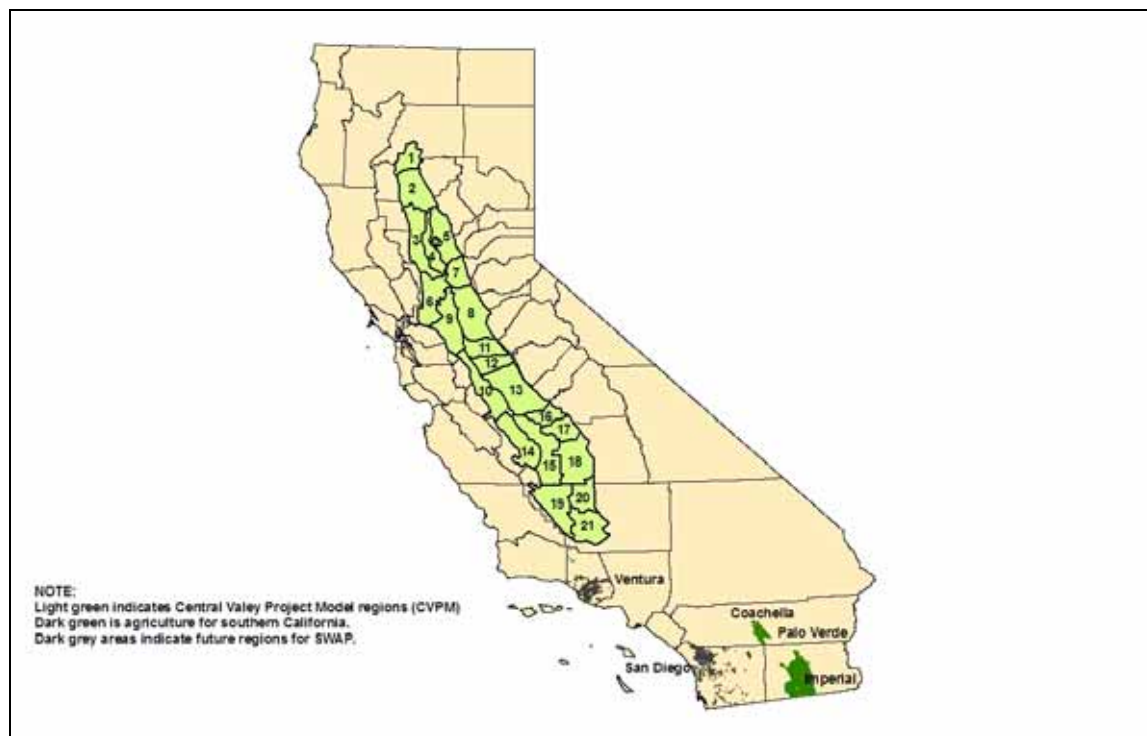 1
2
3
5
4
7
6
8
9
11
12
10
13
16
17
14
15
18
19
20
21
NOTE:
Light green indicates Central Valey Project Model regions (CVPM)
Dark green is agriculture for southern California.
Dark grey areas indicate future regions for SWAP.
Ventura
Coachella
Palo Verde
San Diego
Imperial